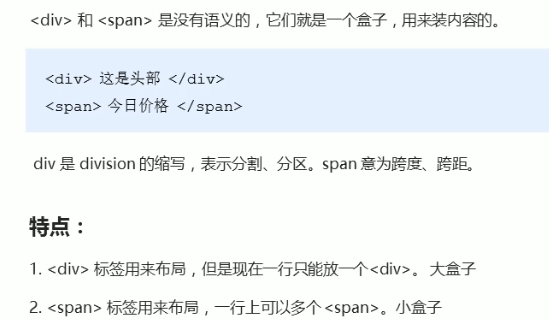 <div> 和 <span> 是没有语义的，它们就是一个盒子，用来装内容的。
<div> 这是头部 </div>
<span> 今日价格 </span>
div 是 division 的缩写，表示分割、分区。span 意为跨度、跨距。
特点：
1. <div> 标签用来布局，但是现在一行只能放一个<div>。 大盒子
2. <span> 标签用来布局，一行上可以多个 <span>。小盒子